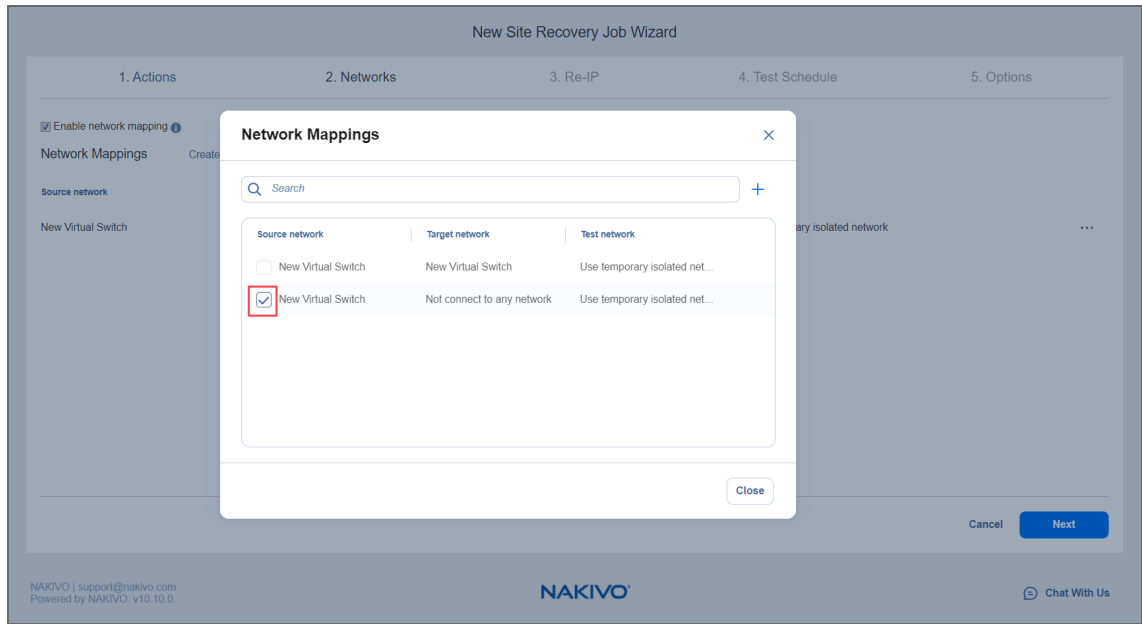 New Site Recovery Job Wizard
1. Actions 2. Networks 3. Re-IP 4. Test Schedule 5. Options
Enable network mapping
Network Mappings Create
Source network
New Virtual Switch ary isolated network ...
Network Mappings
Search
Source network Target network Test network
New Virtual Switch New Virtual Switch Use temporary isolated net...
New Virtual Switch Not connect to any network Use temporary isolated net...
Close
Cancel Next
NAKIVO | support@nakivo.com
Powered by NAKIVO. v10.10.0.
NAKIVO®
Chat With Us